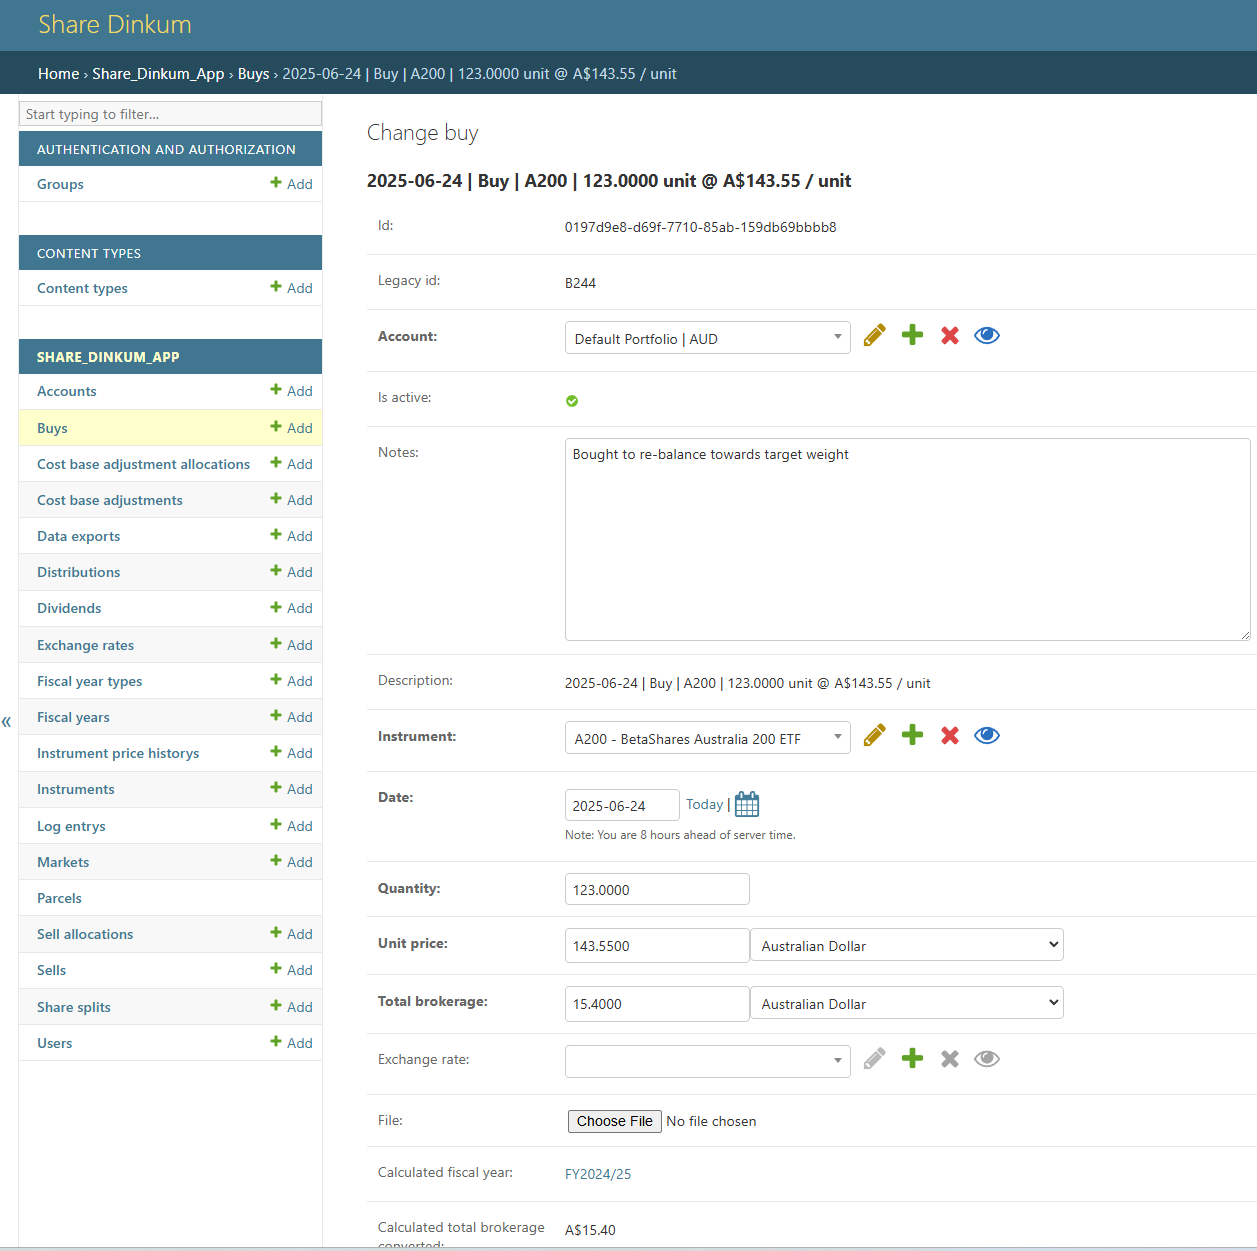 Share Dinkum
Home › Share_Dinkum_App › Buys › 2025-06-24 | Buy | A200 | 123.0000 unit @ A$143.55 / unit
Start typing to filter...
AUTHENTICATION AND AUTHORIZATION
Groups Add
CONTENT TYPES
Content types Add
SHARE_DINKUM_APP
Accounts Add
Buys Add
Cost base adjustment allocations Add
Cost base adjustments Add
Data exports Add
Distributions Add
Dividends Add
Exchange rates Add
Fiscal year types Add
Fiscal years Add
Instrument price historys Add
Instruments Add
Log entrys Add
Markets Add
Parcels
Sell allocations Add
Sells Add
Share splits Add
Users Add
«
Change buy
2025-06-24 | Buy | A200 | 123.0000 unit @ A$143.55 / unit
Id: 0197d9e8-d69f-7710-85ab-159db69bbbb8
Legacy id: B244
Account: Default Portfolio | AUD
Is active:
Notes: Bought to re-balance towards target weight
Description: 2025-06-24 | Buy | A200 | 123.0000 unit @ A$143.55 / unit
Instrument: A200 - BetaShares Australia 200 ETF
Date: 2025-06-24 Today |
Note: You are 8 hours ahead of server time.
Quantity: 123.0000
Unit price: 143.5500 Australian Dollar
Total brokerage: 15.4000 Australian Dollar
Exchange rate:
File: Choose File No file chosen
Calculated fiscal year: FY2024/25
Calculated total brokerage A$15.40
converted: